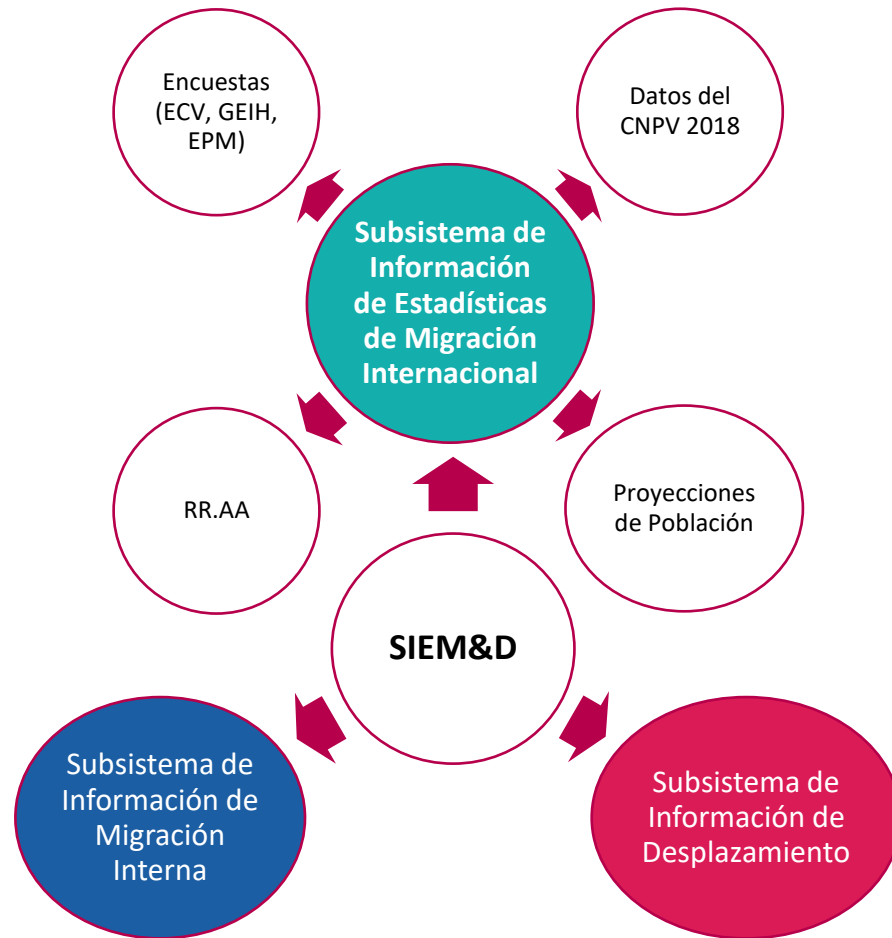 Encuestas
(ECV, GEIH,
EPM)
Datos del
CNPV 2018
Subsistema de
Información
de Estadísticas
de Migración
Internacional
RR.AA
Proyecciones
de Población
SIEM&D
Subsistema de
Información de
Migración
Interna
Subsistema de
Información de
Desplazamiento